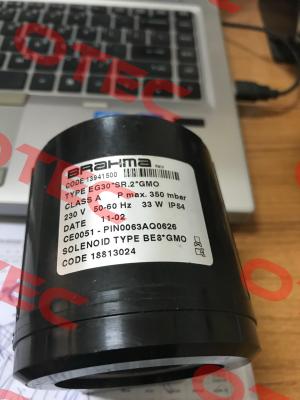 BRAHMA
CODE 13941500
TYPE EG30*SR.2*GMO
CLASS A P.max. 350 mbar
230 V 50-60 Hz 33 W IP54
DATE 11-02
CE0051 - PIN0063AQ0626
SOLENOID TYPE BE8*GMO
CODE 18813024
OTEC
OTEC
OTEC
OTEC